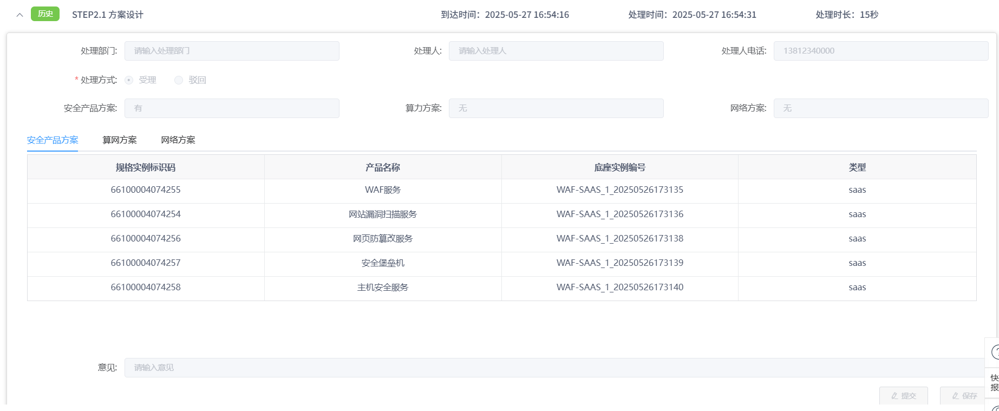 历史 STEP2.1 方案设计 到达时间：2025-05-27 16:54:16 处理时间：2025-05-27 16:54:31 处理时长：15秒
处理部门: 请输入处理部门 处理人: 请输入处理人 处理人电话: 13812340000
* 处理方式: 受理 驳回
安全产品方案: 有 算力方案: 无 网络方案: 无
安全产品方案 算网方案 网络方案
规格实例标识码 产品名称 底座实例编号 类型
66100004074255 WAF服务 WAF-SAAS_1_20250526173135 saas
66100004074254 网站漏洞扫描服务 WAF-SAAS_1_20250526173136 saas
66100004074256 网页防篡改服务 WAF-SAAS_1_20250526173138 saas
66100004074257 安全堡垒机 WAF-SAAS_1_20250526173139 saas
66100004074258 主机安全服务 WAF-SAAS_1_20250526173140 saas
意见: 请输入意见
快
报
提交 保存